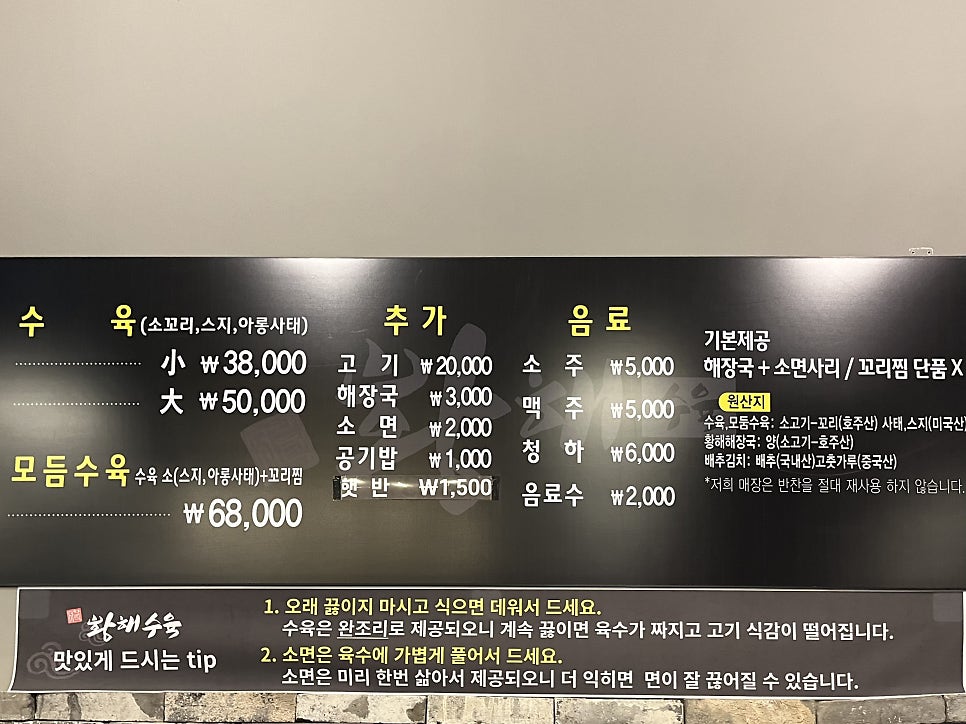 수 육 (소꼬리,스지,아롱사태)
小 ₩38,000
大 ₩50,000
모듬수육 수육 소(스지,아롱사태)+꼬리찜
₩68,000
추 가
고 기 ₩20,000
해장국 ₩3,000
소 면 ₩2,000
공기밥 ₩1,000
햇 반 ₩1,500
음 료
소 주 ₩5,000
맥 주 ₩5,000
청 하 ₩6,000
음료수 ₩2,000
기본제공
해장국 + 소면사리 / 꼬리찜 단품 X
원산지
수육,모듬수육: 소고기-꼬리(호주산) 사태,스지(미국산)
황해해장국: 양(소고기-호주산)
배추김치: 배추(국내산)고춧가루(중국산)
*저희 매장은 반찬을 절대 재사용 하지 않습니다.
황해수육
맛있게 드시는 tip
1. 오래 끓이지 마시고 식으면 데워서 드세요.
수육은 완조리로 제공되오니 계속 끓이면 육수가 짜지고 고기 식감이 떨어집니다.
2. 소면은 육수에 가볍게 풀어서 드세요.
소면은 미리 한번 삶아서 제공되오니 더 익히면 면이 잘 끊어질 수 있습니다.